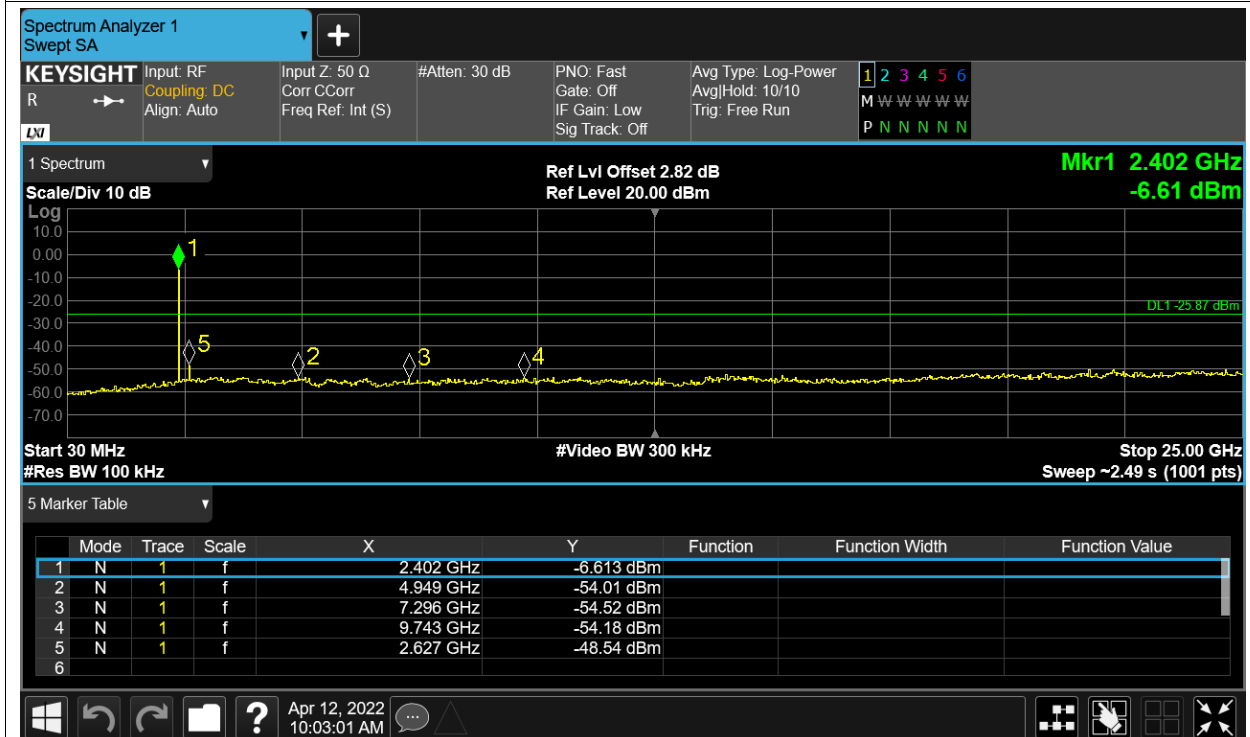 Spectrum Analyzer 1
Swept SA
KEYSIGHT Input: RF Input Z: 50 Ω #Atten: 30 dB PNO: Fast Avg Type: Log-Power 1 2 3 4 5 6
R Coupling: DC Corr CCorr Gate: Off Avg|Hold: 10/10 M W W W W W
Align: Auto Freq Ref: Int (S) IF Gain: Low Trig: Free Run
LXI Sig Track: Off P N N N N N
1 Spectrum Ref Lvl Offset 2.82 dB Mkr1 2.402 GHz
Scale/Div 10 dB Ref Level 20.00 dBm -6.61 dBm
Log
10.0
1
0.00
-10.0
-20.0
DL1 -25.87 dBm
-30.0
-40.0
5 2 3 4
-50.0
-60.0
-70.0
Start 30 MHz #Video BW 300 kHz Stop 25.00 GHz
#Res BW 100 kHz Sweep ~2.49 s (1001 pts)
5 Marker Table
Mode Trace Scale X Y Function Function Width Function Value
1 N 1 f 2.402 GHz -6.613 dBm
2 N 1 f 4.949 GHz -54.01 dBm
3 N 1 f 7.296 GHz -54.52 dBm
4 N 1 f 9.743 GHz -54.18 dBm
5 N 1 f 2.627 GHz -48.54 dBm
6
? Apr 12, 2022
10:03:01 AM